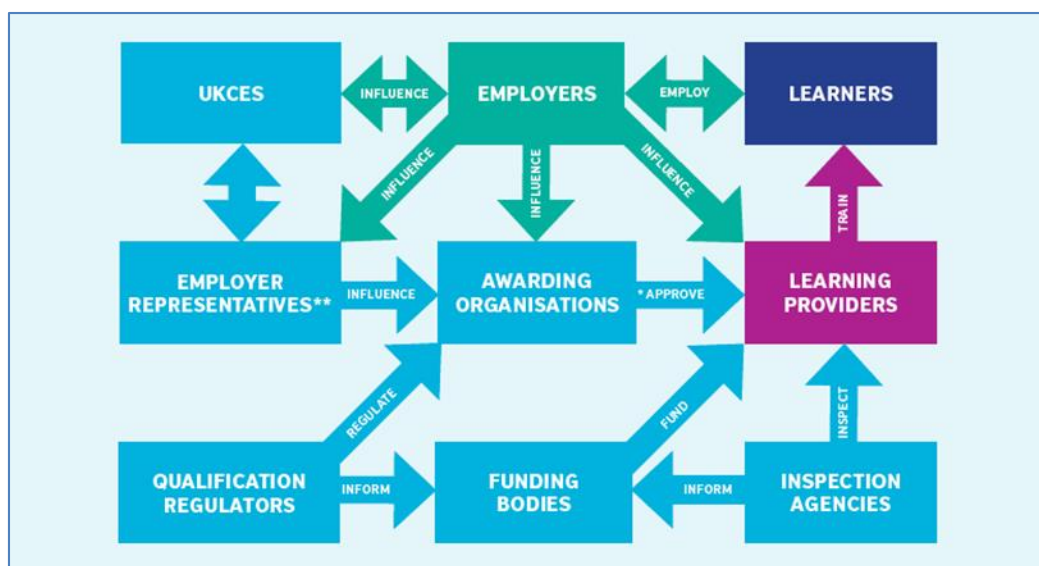 UKCES
INFLUENCE
EMPLOYERS
EMPLOY
LEARNERS
INFLUENCE
INFLUENCE
INFLUENCE
TRAIN
EMPLOYER
REPRESENTATIVES**
INFLUENCE
AWARDING
ORGANISATIONS
*APPROVE
LEARNING
PROVIDERS
REGULATE
FUND
INSPECT
QUALIFICATION
REGULATORS
INFORM
FUNDING
BODIES
INFORM
INSPECTION
AGENCIES